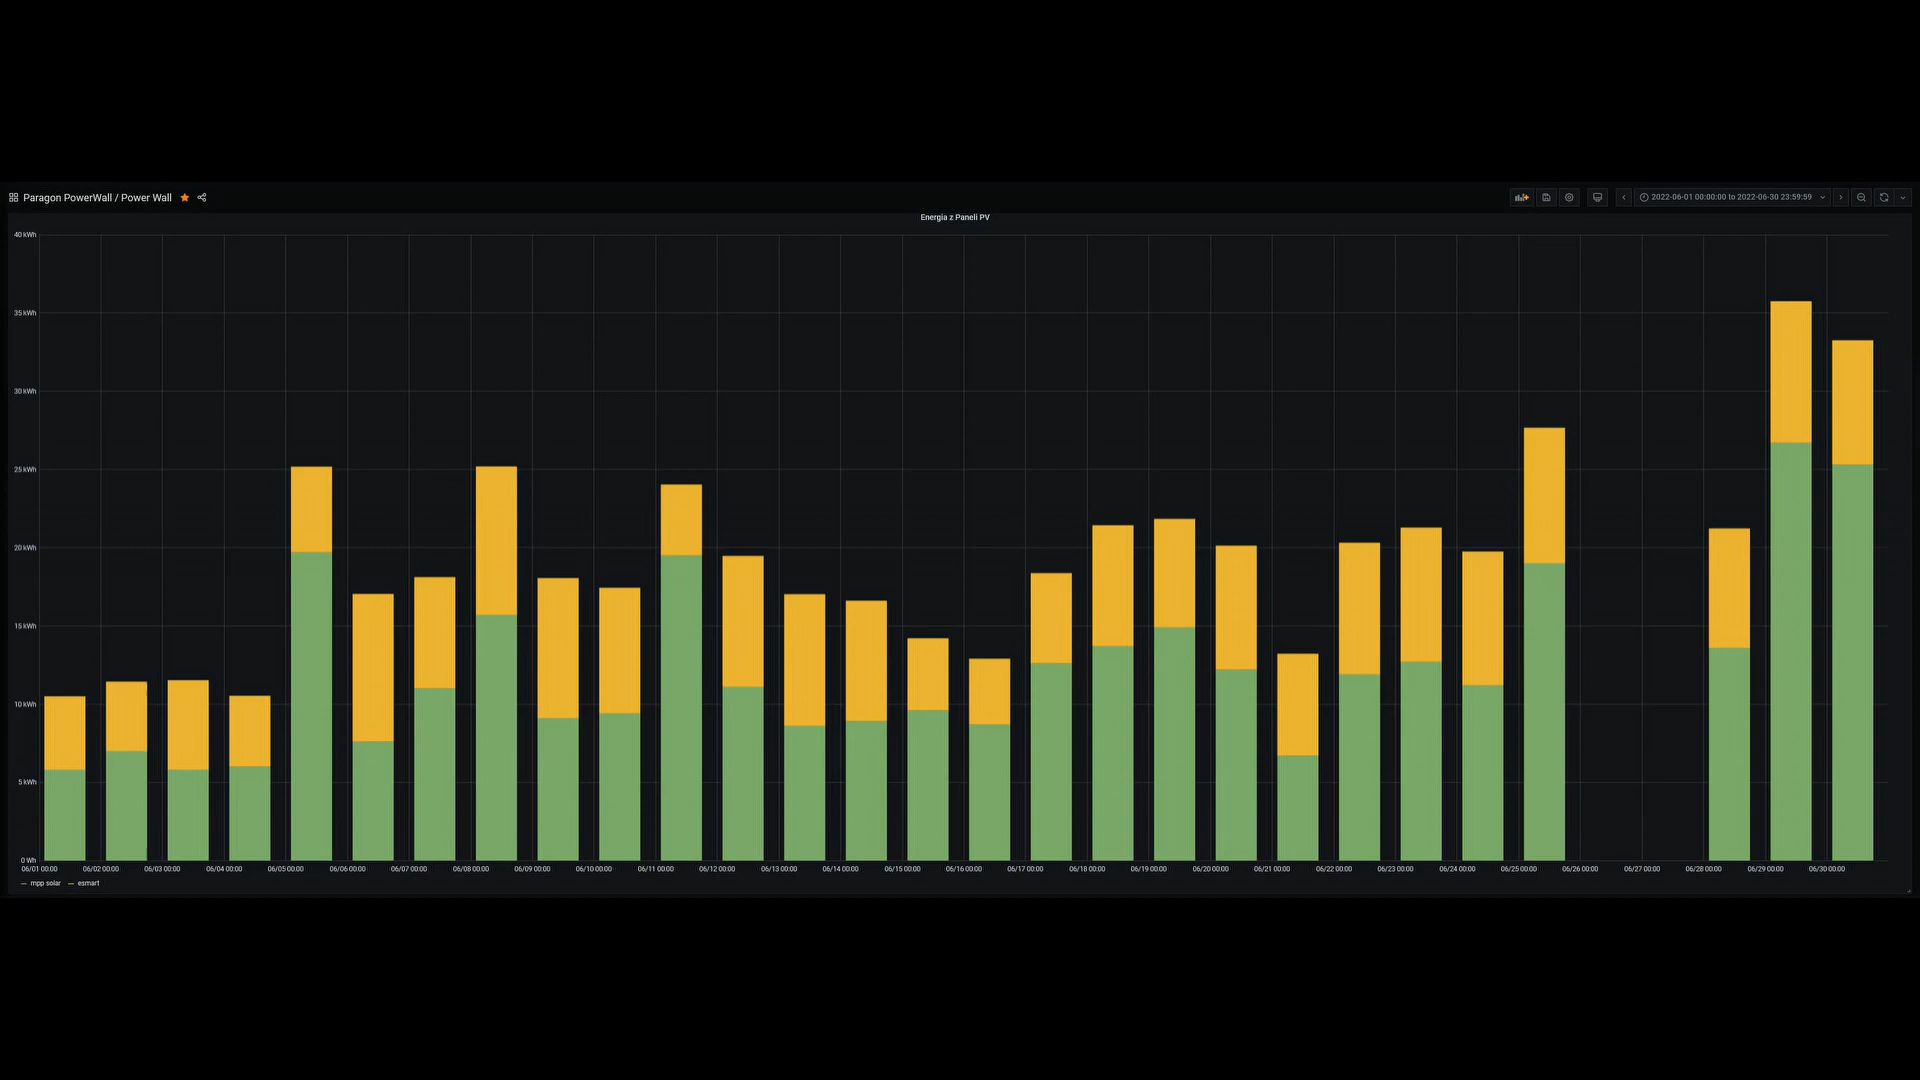 Paragon PowerWall / Power Wall
2022-06-01 00:00:00 to 2022-06-30 23:59:59
Energia z Paneli PV
40 kWh
35 kWh
30 kWh
25 kWh
20 kWh
15 kWh
10 kWh
5 kWh
0 Wh
06/01 00:00 06/02 00:00 06/03 00:00 06/04 00:00 06/05 00:00 06/06 00:00 06/07 00:00 06/08 00:00 06/09 00:00 06/10 00:00 06/11 00:00 06/12 00:00 06/13 00:00 06/14 00:00 06/15 00:00 06/16 00:00 06/17 00:00 06/18 00:00 06/19 00:00 06/20 00:00 06/21 00:00 06/22 00:00 06/23 00:00 06/24 00:00 06/25 00:00 06/26 00:00 06/27 00:00 06/28 00:00 06/29 00:00 06/30 00:00
mpp solar esmart